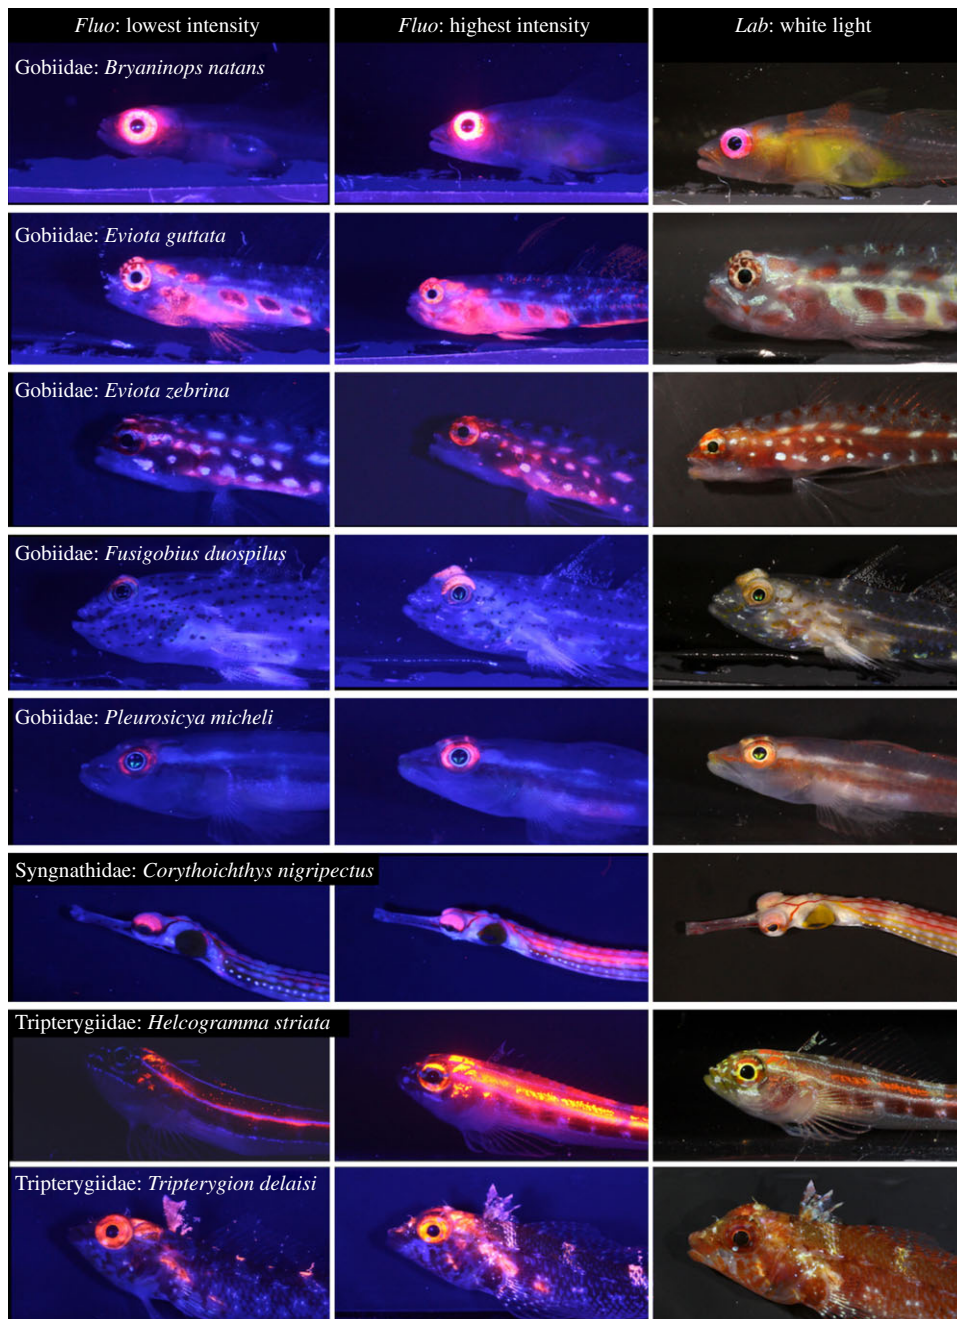 Fluo: lowest intensity
Fluo: highest intensity
Lab: white light
Gobiidae: Bryaninops natans
Gobiidae: Eviota guttata
Gobiidae: Eviota zebrina
Gobiidae: Fusigobius duospilus
Gobiidae: Pleurosicya micheli
Syngnathidae: Corythoichthys nigripectus
Tripterygiidae: Helcogramma striata
Tripterygiidae: Tripterygion delaisi